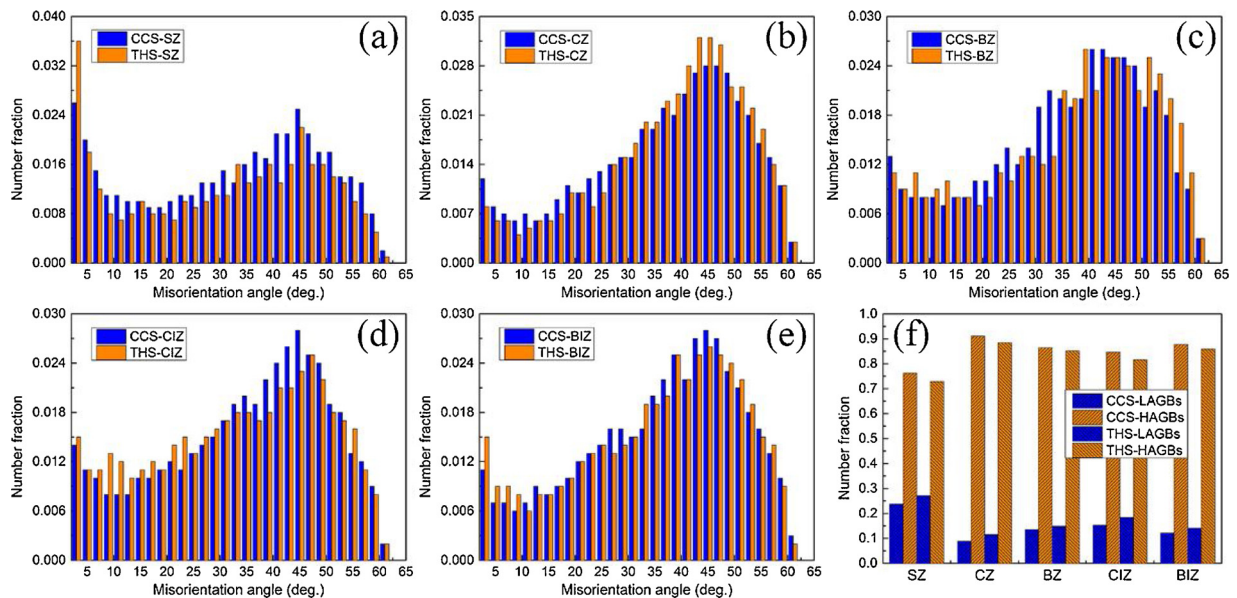 (a)
CCS-SZ
THS-SZ
Number fraction
0.040
0.032
0.024
0.016
0.008
0.000
5 10 15 20 25 30 35 40 45 50 55 60 65
Misorientation angle (deg.)
(b)
CCS-CZ
THS-CZ
Number fraction
0.035
0.028
0.021
0.014
0.007
0.000
5 10 15 20 25 30 35 40 45 50 55 60 65
Misorientation angle (deg.)
(c)
CCS-BZ
THS-BZ
Number fraction
0.030
0.024
0.018
0.012
0.006
0.000
5 10 15 20 25 30 35 40 45 50 55 60 65
Misorientation angle (deg.)
(d)
CCS-CIZ
THS-CIZ
Number fraction
0.030
0.024
0.018
0.012
0.006
0.000
5 10 15 20 25 30 35 40 45 50 55 60 65
Misorientation angle (deg.)
(e)
CCS-BIZ
THS-BIZ
Number fraction
0.030
0.024
0.018
0.012
0.006
0.000
5 10 15 20 25 30 35 40 45 50 55 60 65
Misorientation angle (deg.)
(f)
CCS-LAGBs
CCS-HAGBs
THS-LAGBs
THS-HAGBs
Number fraction
1.0
0.9
0.8
0.7
0.6
0.5
0.4
0.3
0.2
0.1
0.0
SZ CZ BZ CIZ BIZ